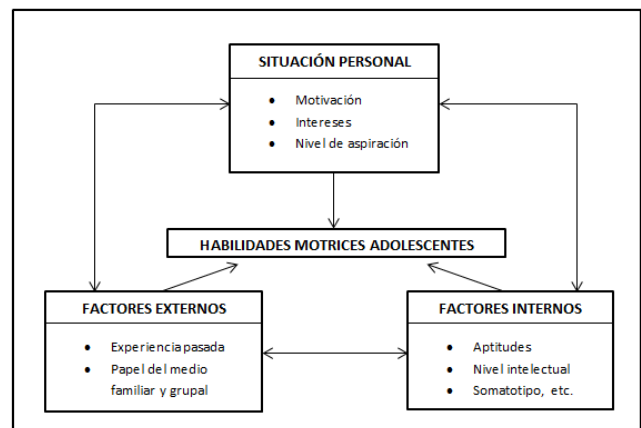 SITUACIÓN PERSONAL
• Motivación
• Intereses
• Nivel de aspiración
HABILIDADES MOTRICES ADOLESCENTES
FACTORES EXTERNOS
• Experiencia pasada
• Papel del medio
familiar y grupal
FACTORES INTERNOS
• Aptitudes
• Nivel intelectual
• Somatotipo, etc.